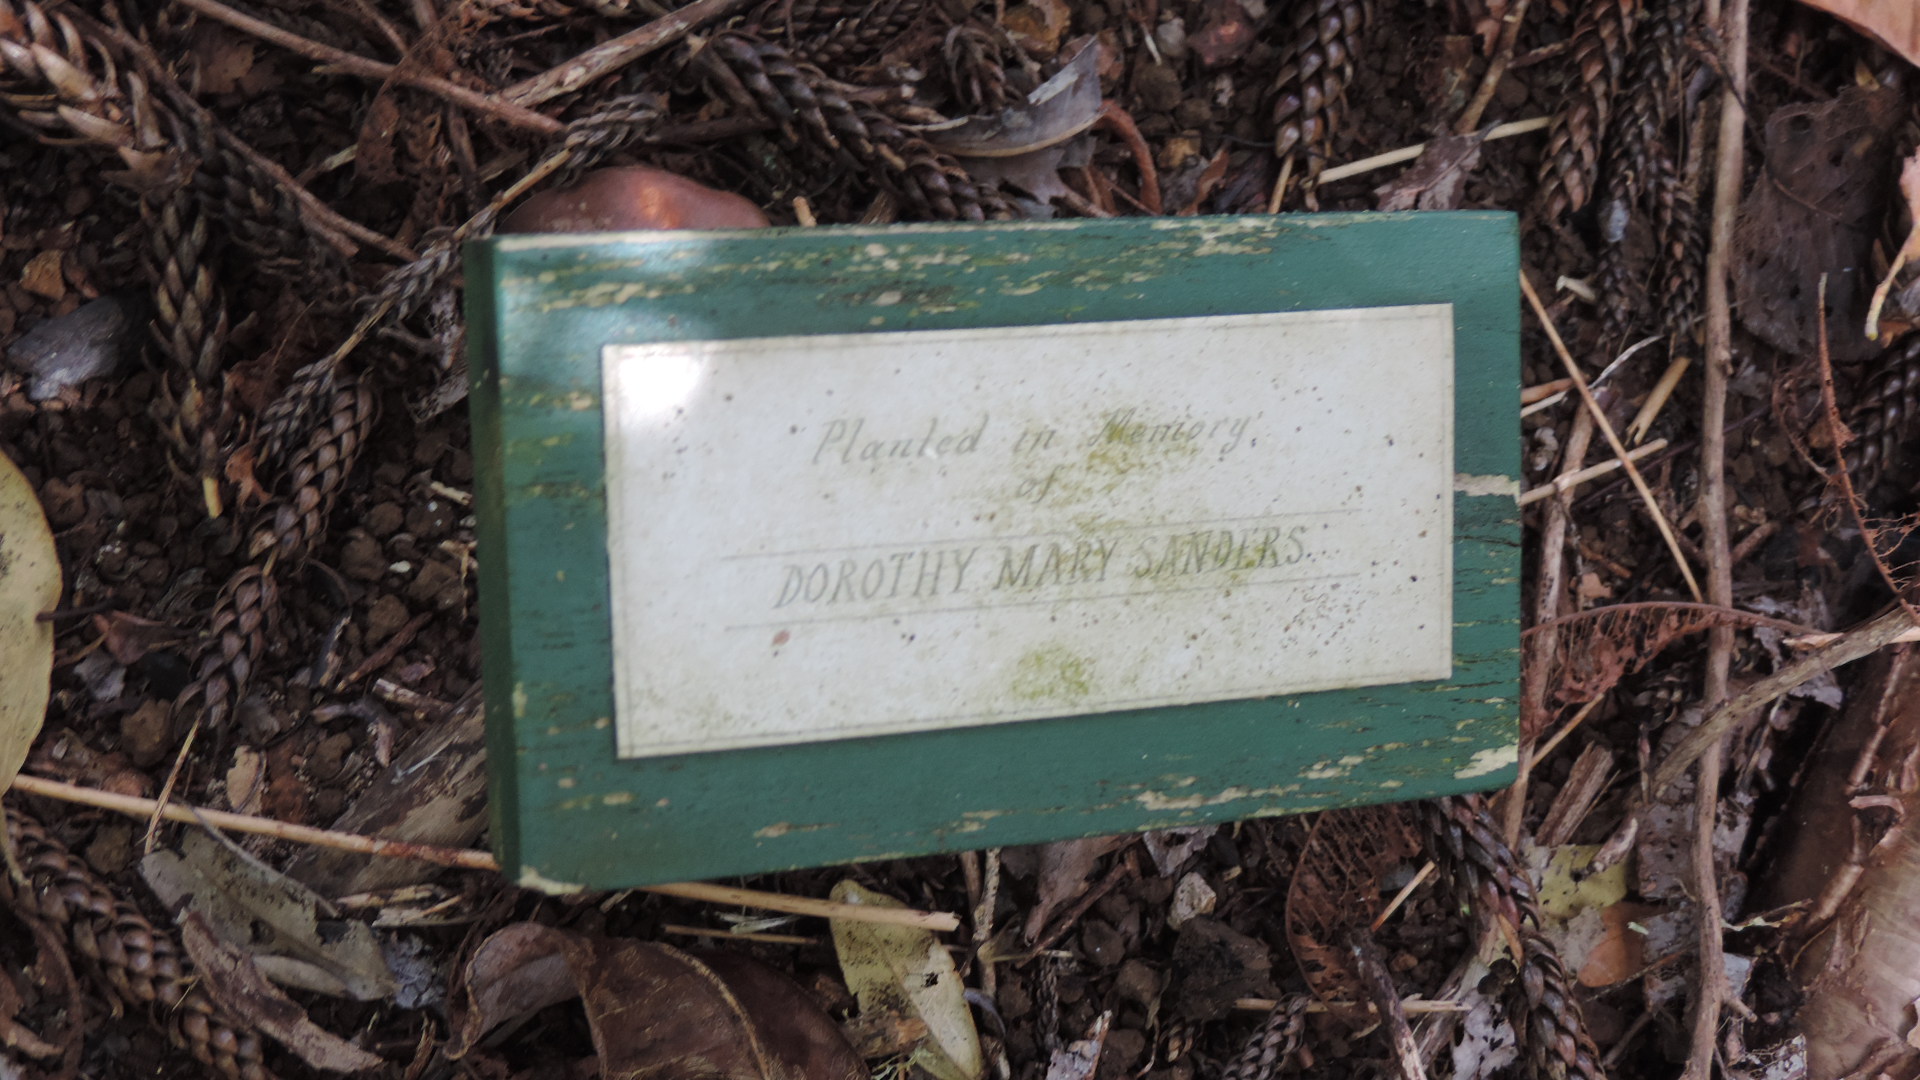 Planted in Memory
of
DOROTHY MARY SANDERS